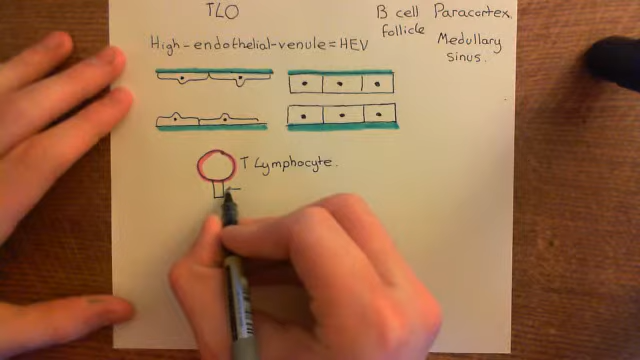 TLO
B cell Paracortex.
follicle
Medullary
sinus.
High-endothelial-venule = HEV
T Lymphocyte.